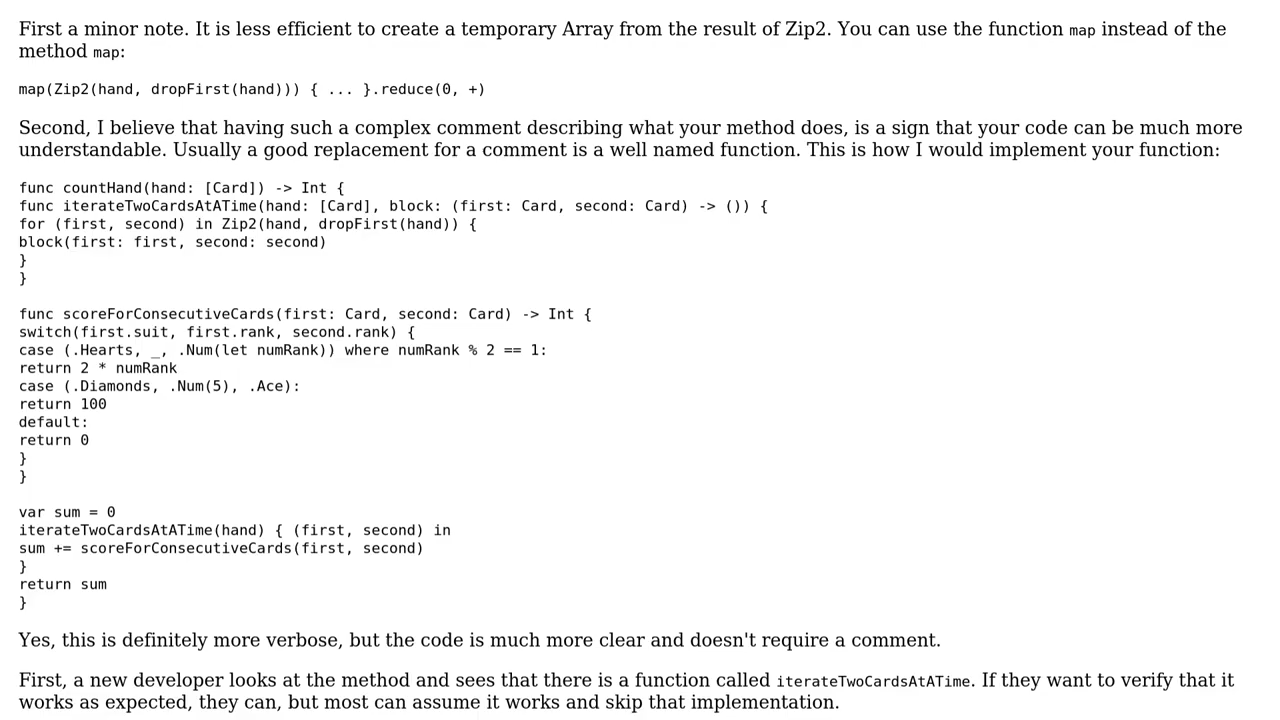 First a minor note. It is less efficient to create a temporary Array from the result of Zip2. You can use the function map instead of the
method map:
map(Zip2(hand, dropFirst(hand))) { ... }.reduce(0, +)
Second, I believe that having such a complex comment describing what your method does, is a sign that your code can be much more
understandable. Usually a good replacement for a comment is a well named function. This is how I would implement your function:
func countHand(hand: [Card]) -> Int {
func iterateTwoCardsAtATime(hand: [Card], block: (first: Card, second: Card) -> ()) {
for (first, second) in Zip2(hand, dropFirst(hand)) {
block(first: first, second: second)
}
}
func scoreForConsecutiveCards(first: Card, second: Card) -> Int {
switch(first.suit, first.rank, second.rank) {
case (.Hearts, _, .Num(let numRank)) where numRank % 2 == 1:
return 2 * numRank
case (.Diamonds, .Num(5), .Ace):
return 100
default:
return 0
}
}
var sum = 0
iterateTwoCardsAtATime(hand) { (first, second) in
sum += scoreForConsecutiveCards(first, second)
}
return sum
}
Yes, this is definitely more verbose, but the code is much more clear and doesn't require a comment.
First, a new developer looks at the method and sees that there is a function called iterateTwoCardsAtATime. If they want to verify that it
works as expected, they can, but most can assume it works and skip that implementation.